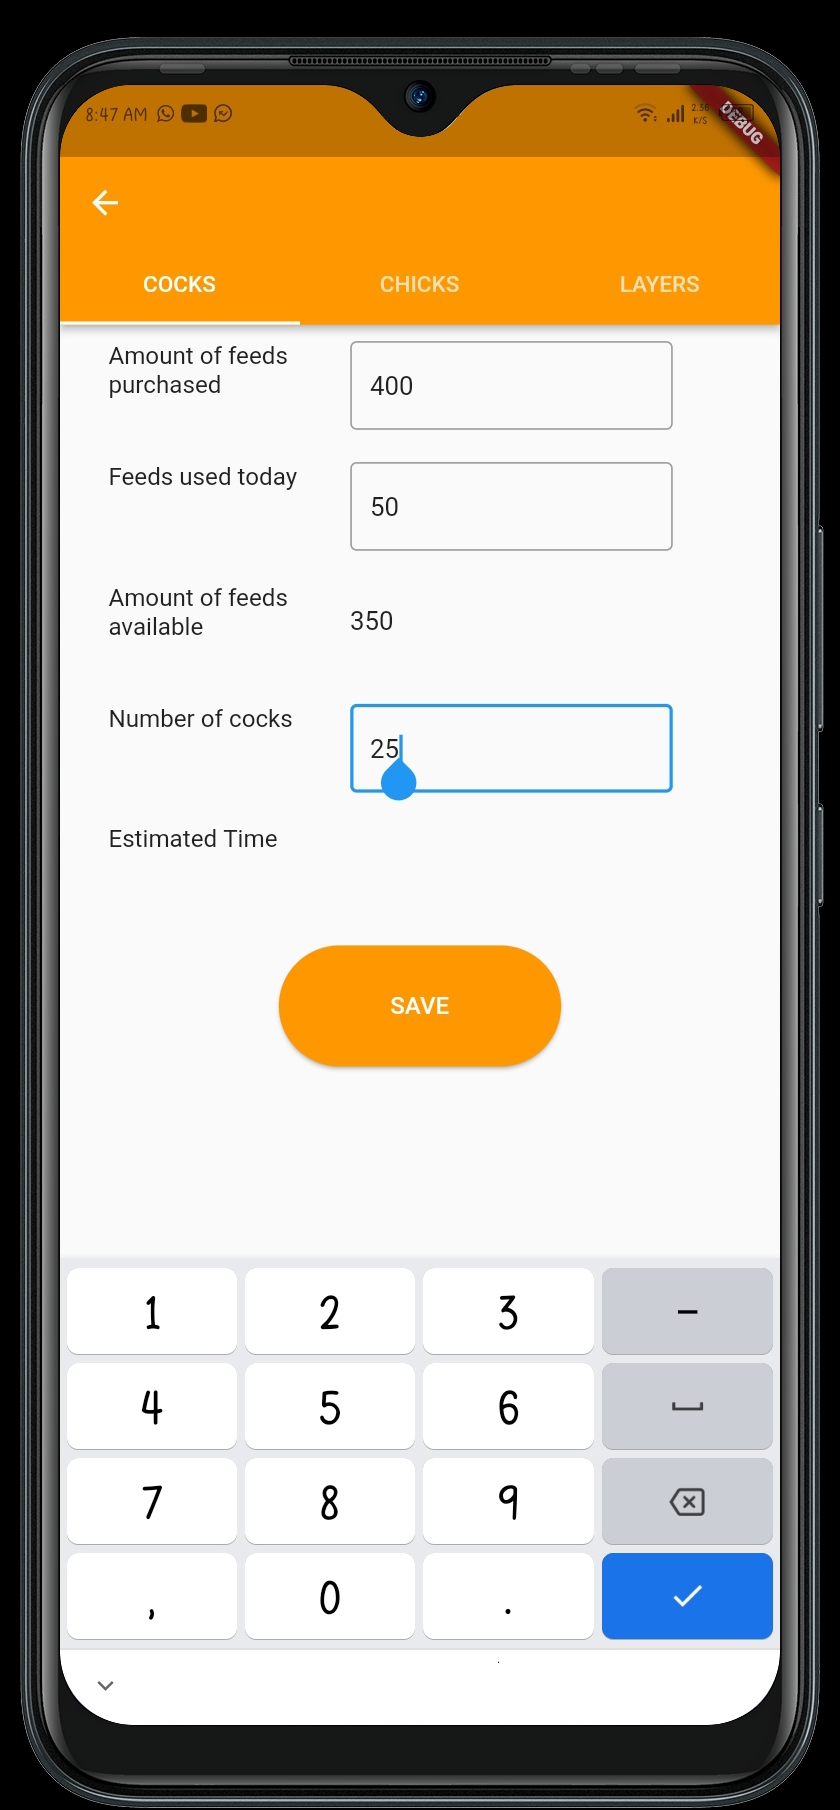 8:47 AM
2.56
K/S
DEBUG
COCKS CHICKS LAYERS
Amount of feeds
purchased
400
Feeds used today
50
Amount of feeds
available
350
Number of cocks
25
Estimated Time
SAVE
1 2 3 –
4 5 6
7 8 9
, 0 .